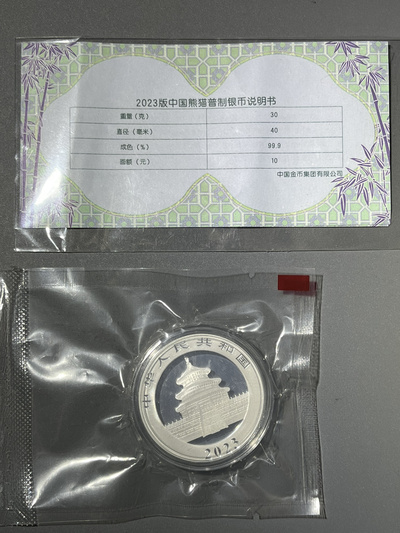 2023版中国熊猫普制银币说明书
重量（克） 30
直径（毫米） 40
成色（%） 99.9
面额（元） 10
中国金币集团有限公司
中华人民共和国
2023